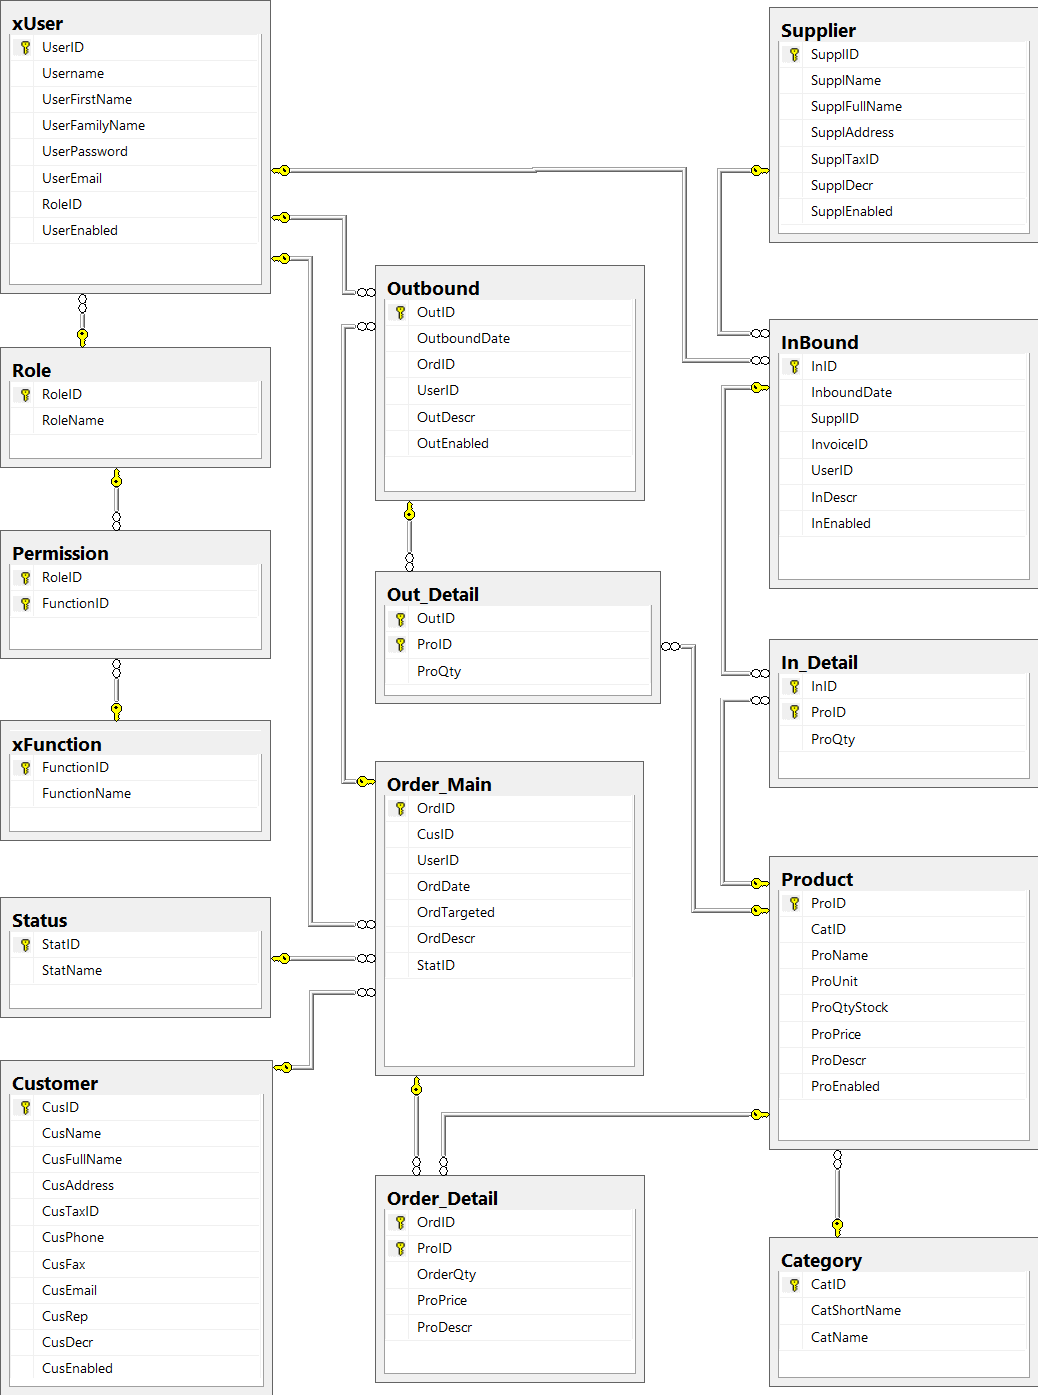 xUser
UserID
Username
UserFirstName
UserFamilyName
UserPassword
UserEmail
RoleID
UserEnabled
Role
RoleID
RoleName
Permission
RoleID
FunctionID
xFunction
FunctionID
FunctionName
Status
StatID
StatName
Customer
CusID
CusName
CusFullName
CusAddress
CusTaxID
CusPhone
CusFax
CusEmail
CusRep
CusDecr
CusEnabled
Outbound
OutID
OutboundDate
OrdID
UserID
OutDescr
OutEnabled
Out_Detail
OutID
ProID
ProQty
Order_Main
OrdID
CusID
UserID
OrdDate
OrdTargeted
OrdDescr
StatID
Order_Detail
OrdID
ProID
OrderQty
ProPrice
ProDescr
Supplier
SupplID
SupplName
SupplFullName
SupplAddress
SupplTaxID
SupplDecr
SupplEnabled
InBound
InID
InboundDate
SupplID
InvoiceID
UserID
InDescr
InEnabled
In_Detail
InID
ProID
ProQty
Product
ProID
CatID
ProName
ProUnit
ProQtyStock
ProPrice
ProDescr
ProEnabled
Category
CatID
CatShortName
CatName